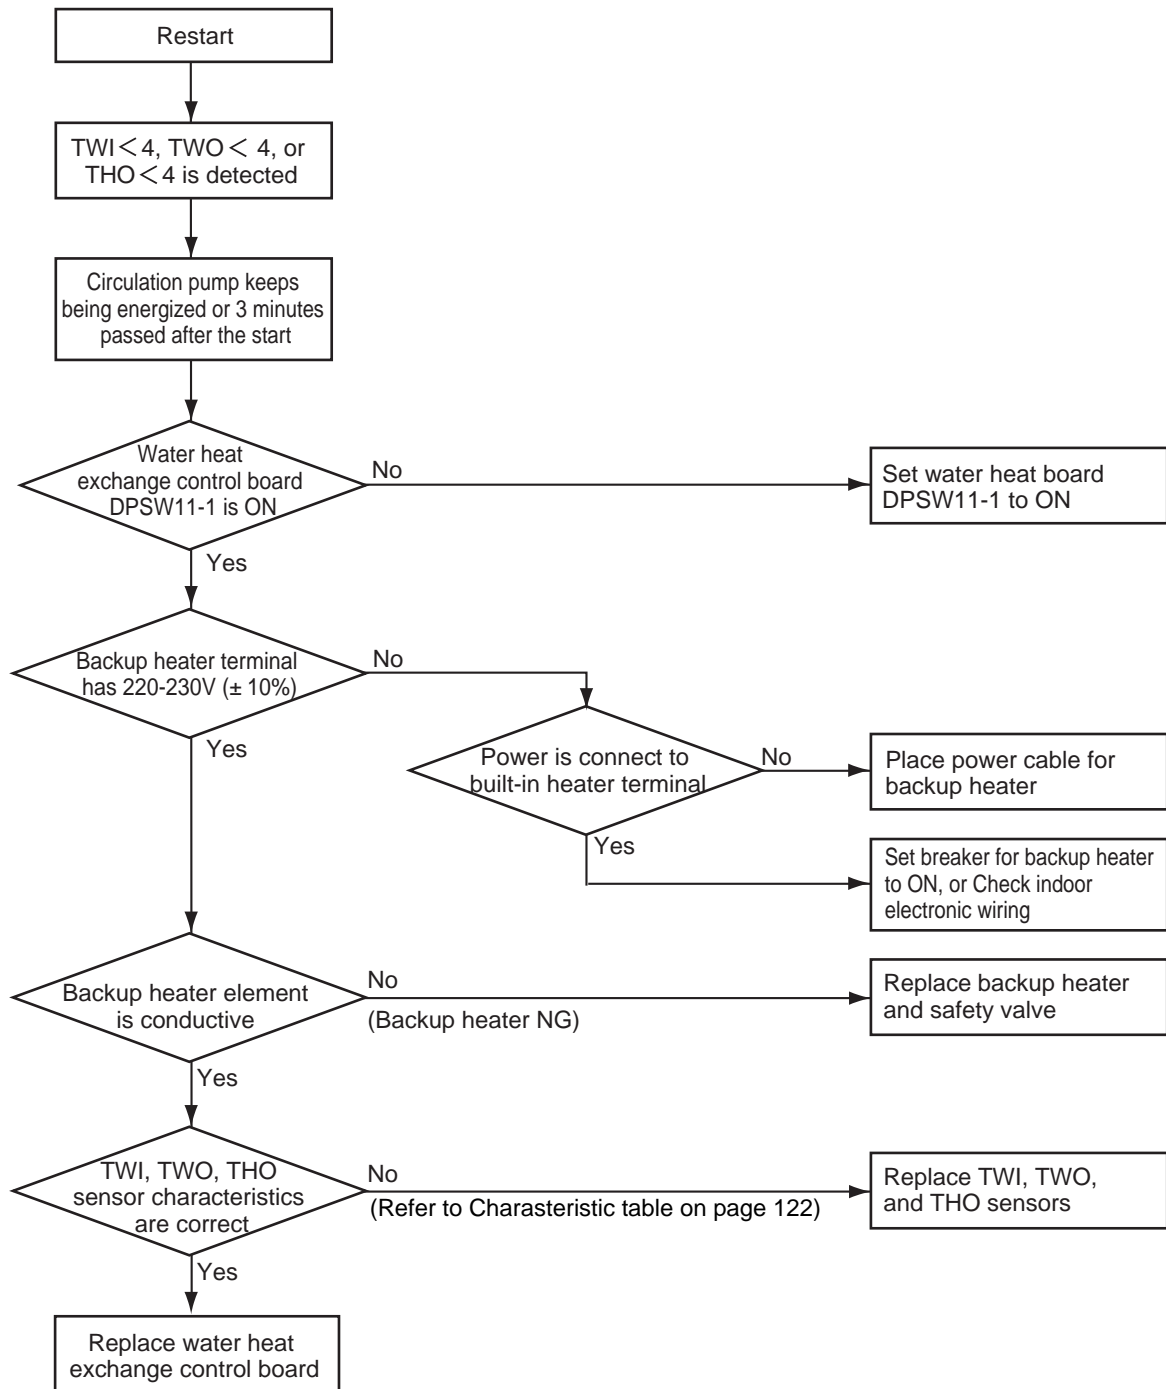 Restart
TWI＜4, TWO＜ 4, or
THO＜4 is detected
Circulation pump keeps
being energized or 3 minutes
passed after the start
Water heat
exchange control board
DPSW11-1 is ON
No
Set water heat board
DPSW11-1 to ON
Yes
Backup heater terminal
has 220-230V (± 10%)
No
Yes
Power is connect to
built-in heater terminal
No
Place power cable for
backup heater
Yes
Set breaker for backup heater
to ON, or Check indoor
electronic wiring
Backup heater element
is conductive
No
(Backup heater NG)
Replace backup heater
and safety valve
Yes
TWI, TWO, THO
sensor characteristics
are correct
No
(Refer to Charasteristic table on page 122)
Replace TWI, TWO,
and THO sensors
Yes
Replace water heat
exchange control board